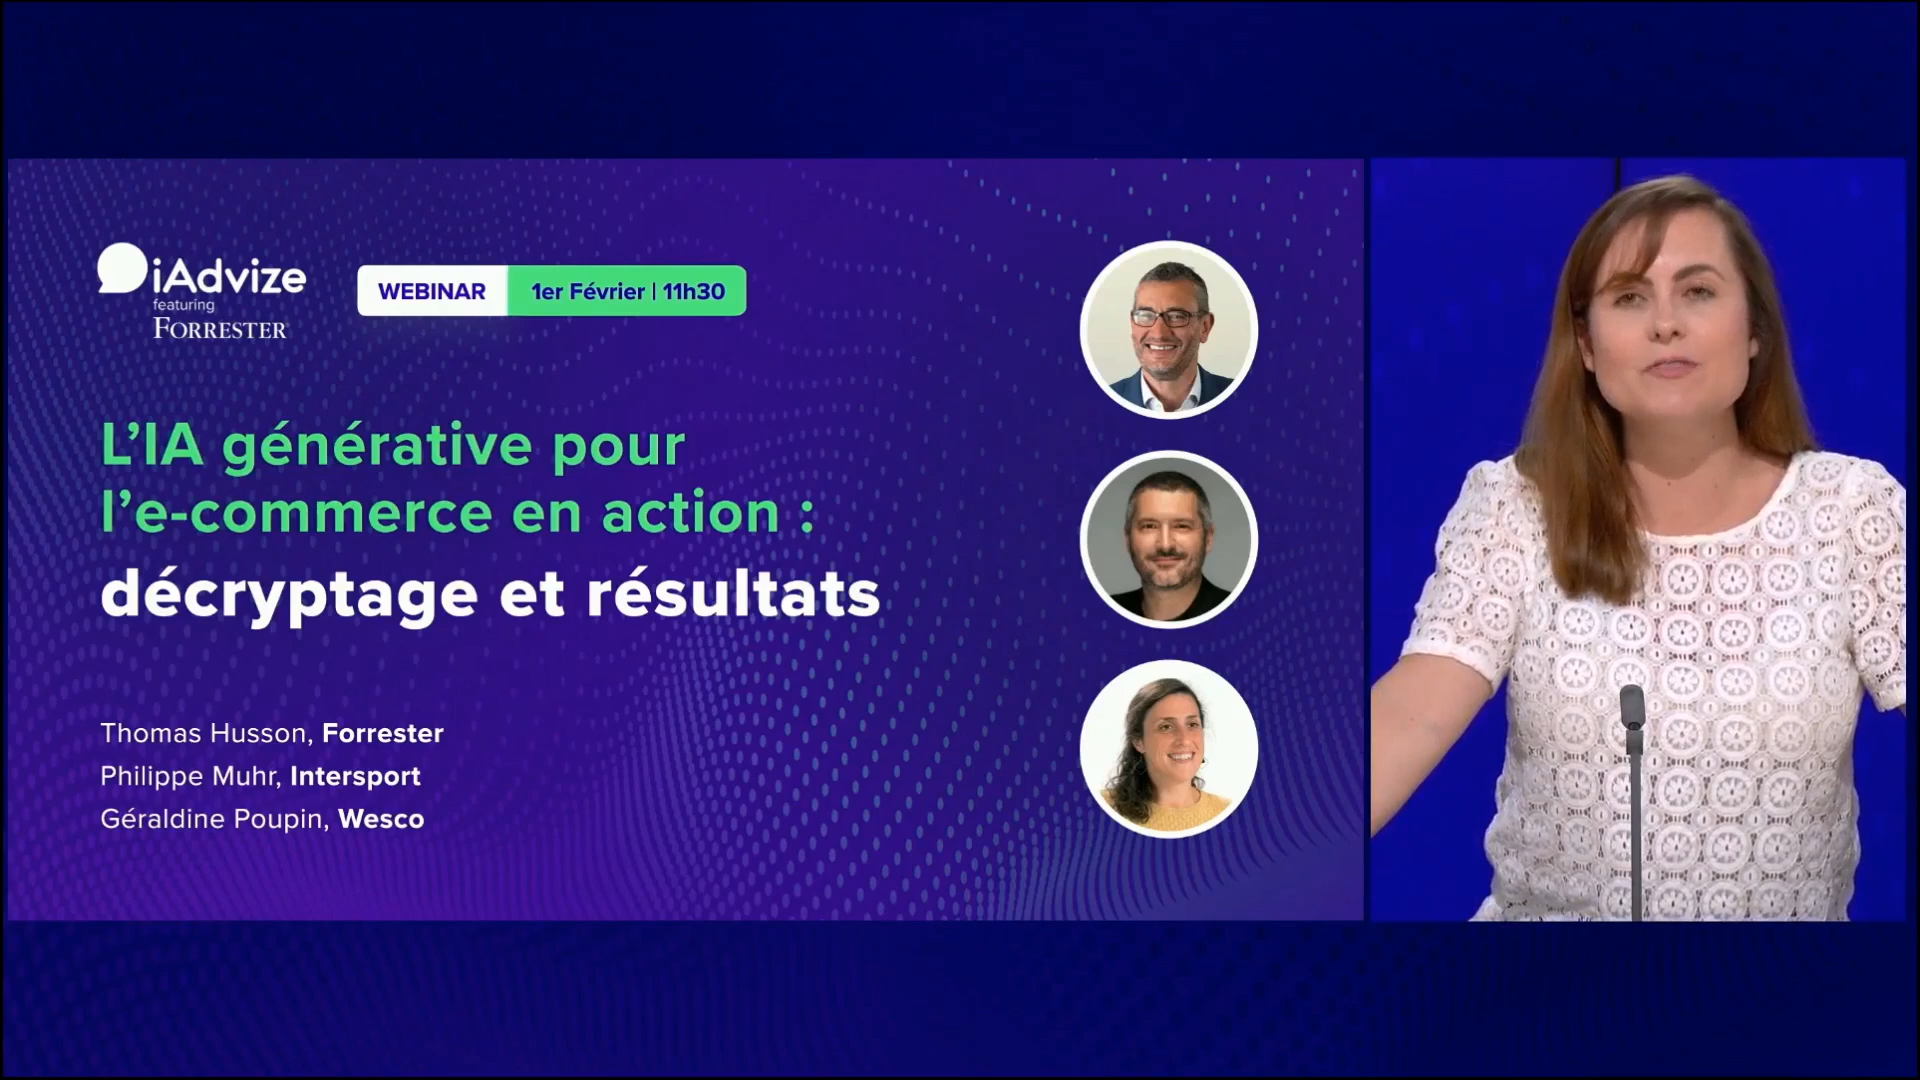 iAdvize
featuring
FORRESTER
WEBINAR
1er Février | 11h30
L’IA générative pour
l’e-commerce en action :
décryptage et résultats
Thomas Husson, Forrester
Philippe Muhr, Intersport
Géraldine Poupin, Wesco